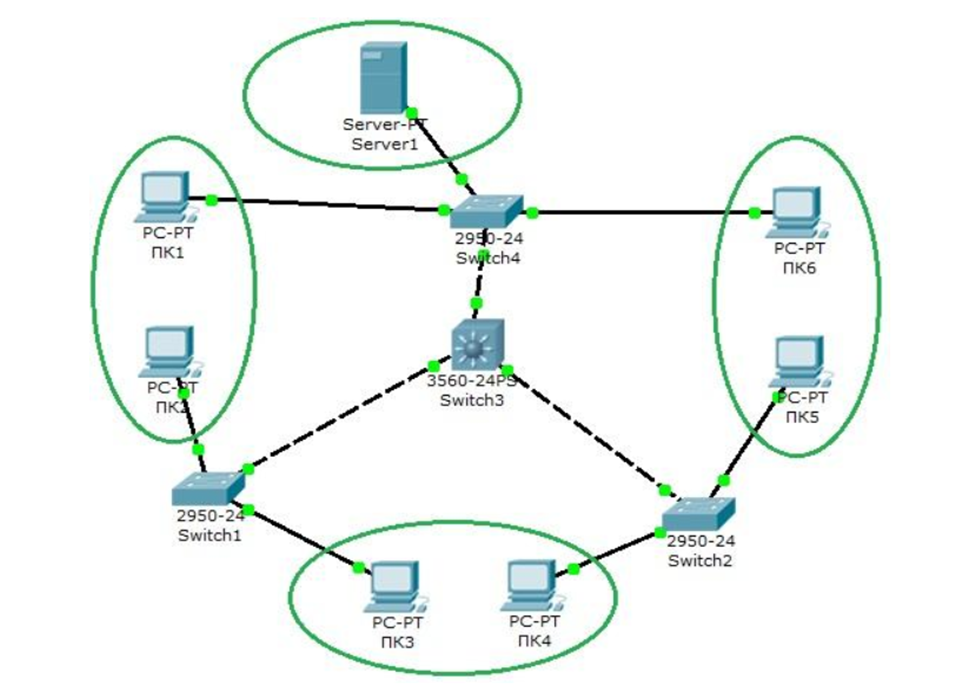 Server-PT
Server1
PC-PT
ПК1
2950-24
Switch4
PC-PT
ПК6
PC-PT
ПК2
3560-24PS
Switch3
PC-PT
ПК5
2950-24
Switch1
2950-24
Switch2
PC-PT
ПК3
PC-PT
ПК4